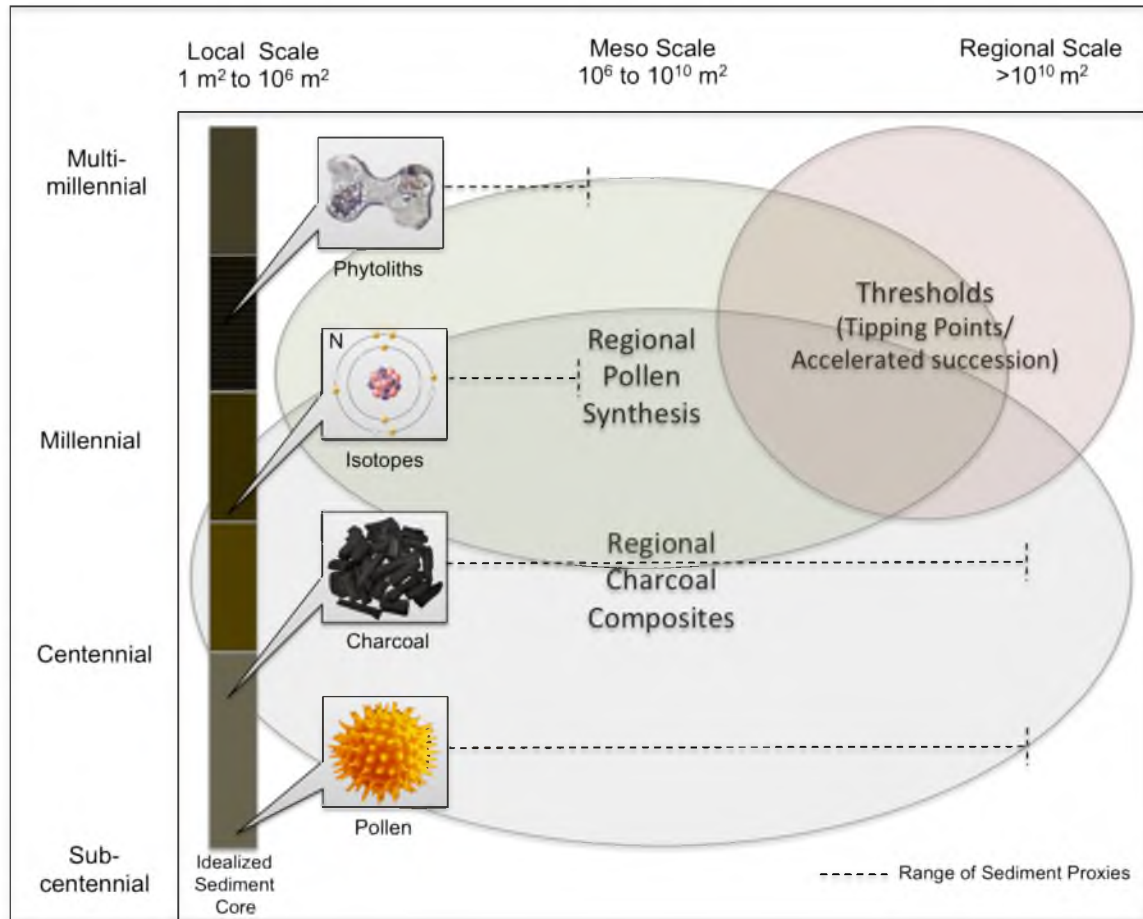 Local Scale
1 m² to 10⁶ m²
Meso Scale
10⁶ to 10¹⁰ m²
Regional Scale
>10¹⁰ m²
Multi-
millennial
Millennial
Centennial
Sub-
centennial
Phytoliths
N
Isotopes
Charcoal
Pollen
Regional
Pollen
Synthesis
Thresholds
(Tipping Points/
Accelerated succession)
Regional
Charcoal
Composites
Idealized
Sediment
Core
Range of Sediment Proxies